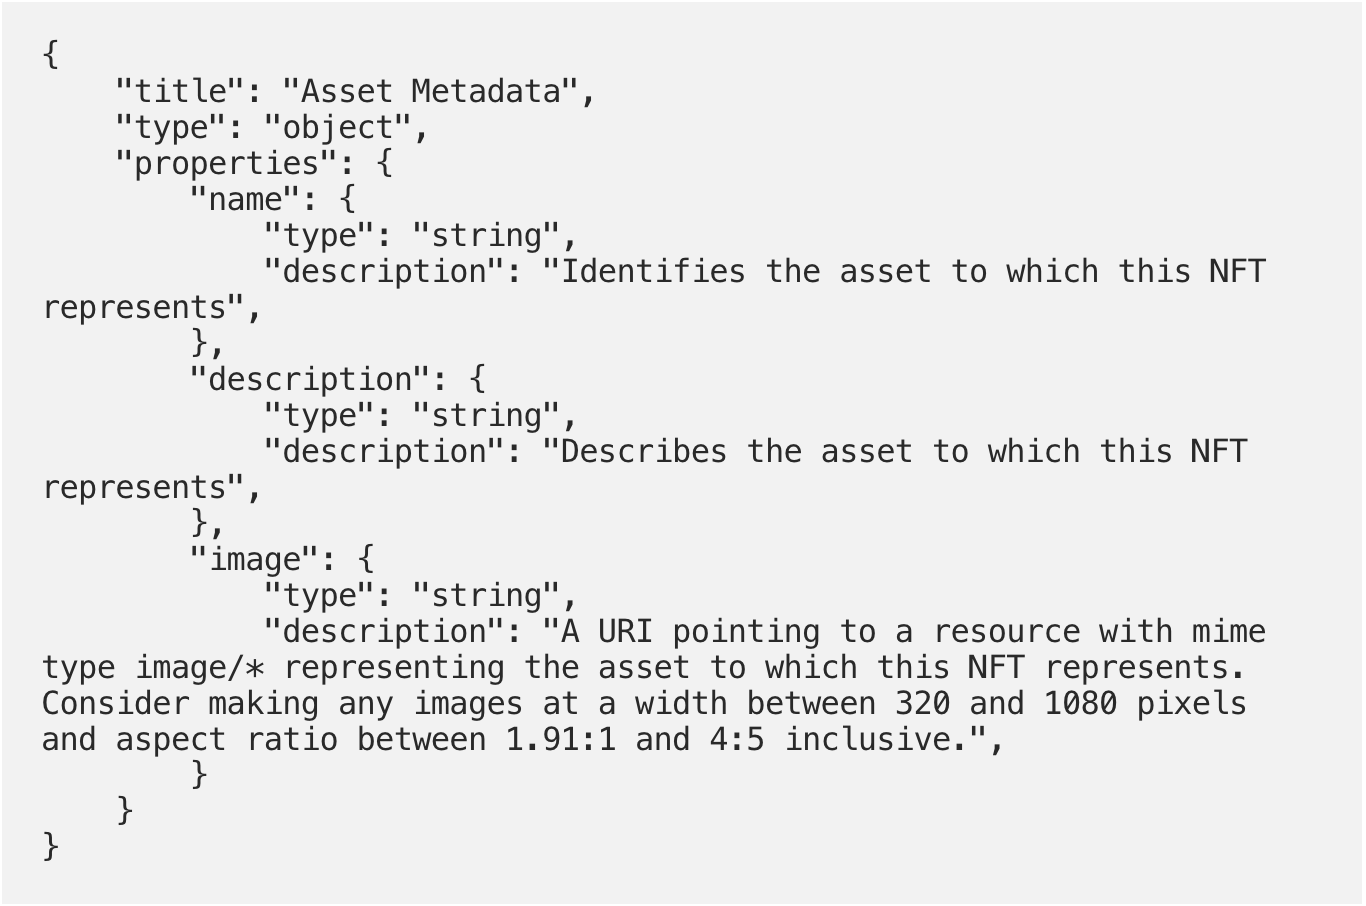 {
    "title": "Asset Metadata",
    "type": "object",
    "properties": {
        "name": {
            "type": "string",
            "description": "Identifies the asset to which this NFT
represents",
        },
        "description": {
            "type": "string",
            "description": "Describes the asset to which this NFT
represents",
        },
        "image": {
            "type": "string",
            "description": "A URI pointing to a resource with mime
type image/* representing the asset to which this NFT represents.
Consider making any images at a width between 320 and 1080 pixels
and aspect ratio between 1.91:1 and 4:5 inclusive.",
        }
    }
}